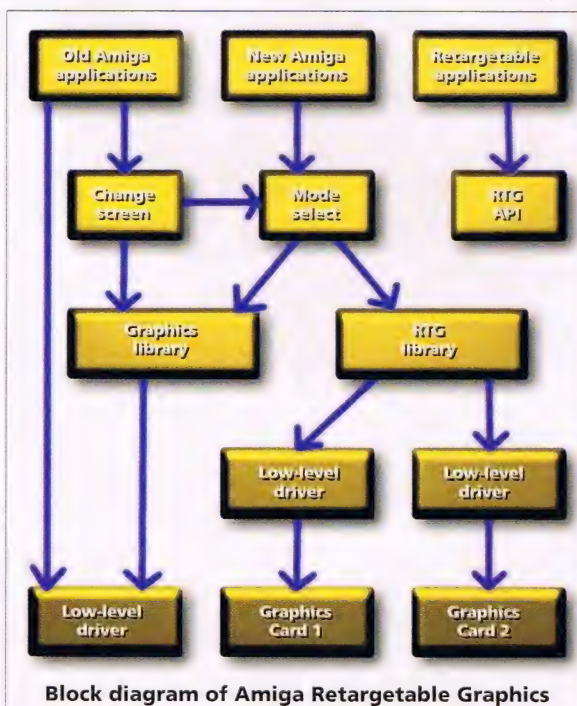 Old Amiga
applications
New Amiga
applications
Retargetable
applications
Change
screen
Mode
select
RTG
API
Graphics
library
RTG
library
Low-level
driver
Low-level
driver
Low-level
driver
Graphics
Card 1
Graphics
Card 2
Block diagram of Amiga Retargetable Graphics